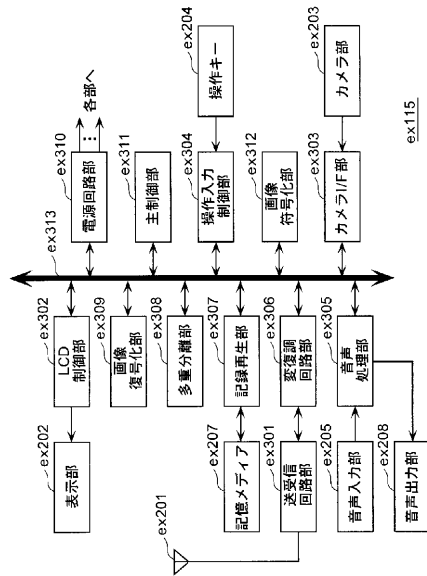 ex115
ex313
ex310
電源回路部
各部へ
ex311
主制御部
ex304
操作入力
制御部
ex204
操作キー
ex312
画像
符号化部
ex303
カメラI/F部
ex203
カメラ部
ex302
LCD
制御部
ex202
表示部
ex309
画像
復号化部
ex308
多重分離部
ex307
記録再生部
ex207
記憶メディア
ex306
変復調
回路部
ex301
送受信
回路部
ex201
ex305
音声
処理部
ex205
音声入力部
ex208
音声出力部